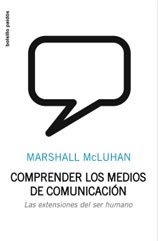 bolsillo paidós
MARSHALL McLUHAN
COMPRENDER LOS MEDIOS
DE COMUNICACIÓN
Las extensiones del ser humano